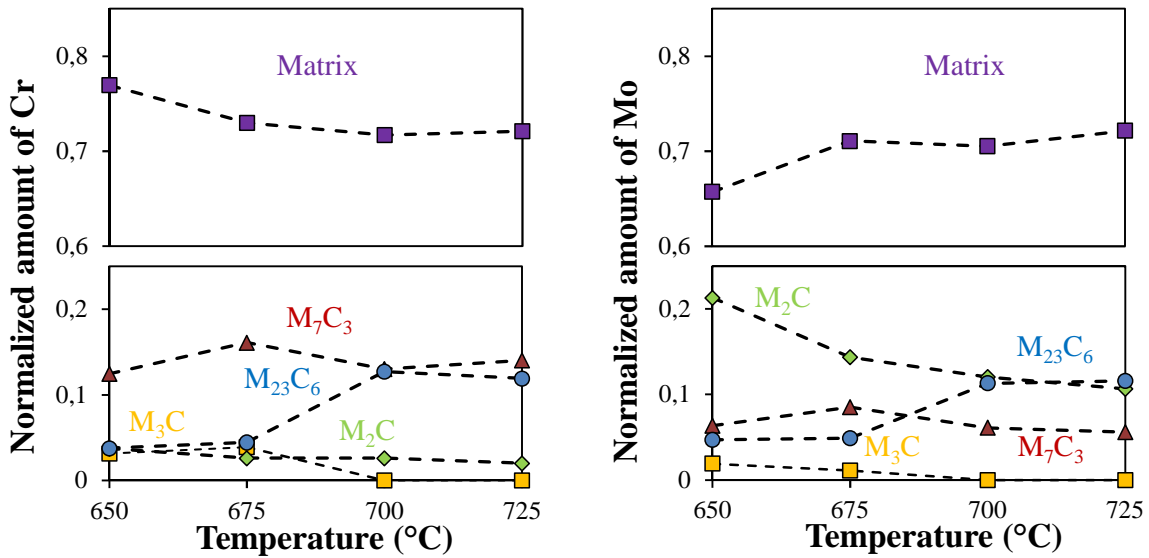 Normalized amount of Cr
0,8
0,7
0,6
Matrix
0,2
0,1
0
M₇C₃
M₂₃C₆
M₃C
M₂C
650
675
700
725
Temperature (°C)
Normalized amount of Mo
0,8
0,7
0,6
Matrix
0,2
0,1
0
M₂C
M₂₃C₆
M₃C
M₇C₃
650
675
700
725
Temperature (°C)